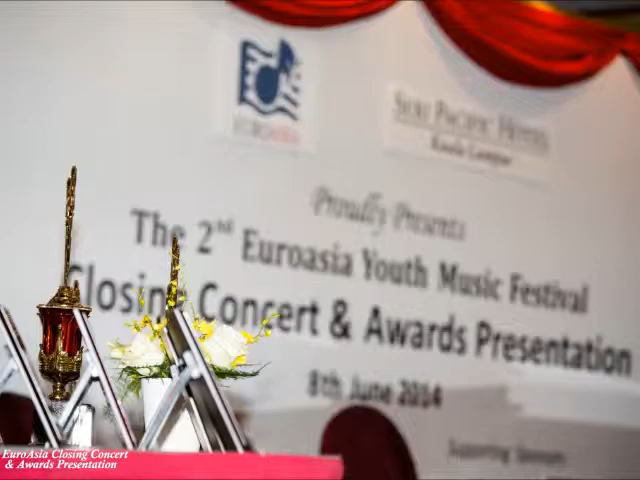 EUROASIA
Seri Pacific Hotel
Kuala Lumpur
Proudly Presents
The 2nd Euroasia Youth Music Festival
Closing Concert & Awards Presentation
8th June 2014
Supporting Sponsors
EuroAsia Closing Concert
& Awards Presentation